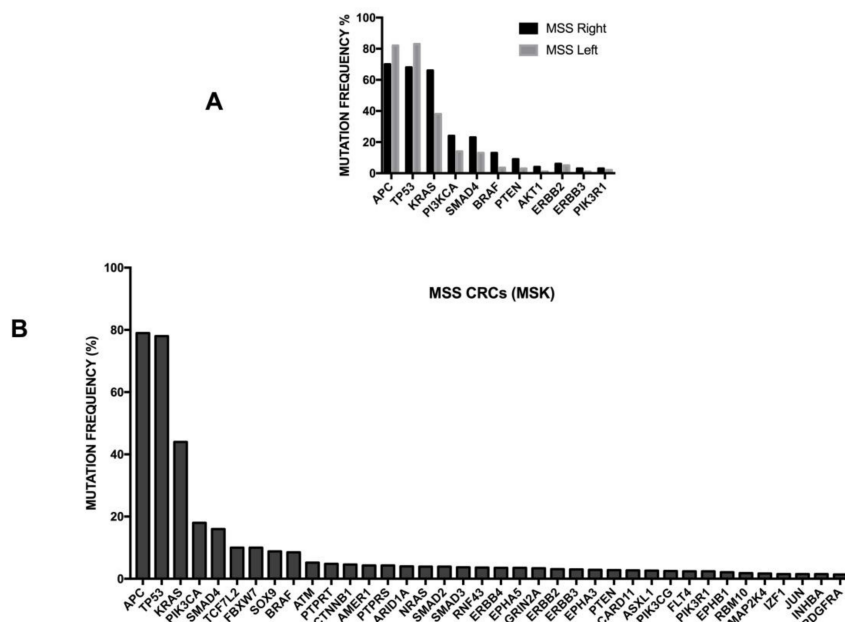 A
MUTATION FREQUENCY %
100
80
60
40
20
0
MSS Right
MSS Left
APC
TP53
KRAS
PI3KCA
SMAD4
BRAF
PTEN
AKT1
ERBB2
ERBB3
PIK3R1
B
MSS CRCs (MSK)
MUTATION FREQUENCY (%)
100
80
60
40
20
0
APC
TP53
KRAS
PIK3CA
SMAD4
TCF7L2
FBXW7
SOX9
BRAF
ATM
PTPRT
CTNNB1
AMER1
PTPRS
ARID1A
NRAS
SMAD2
SMAD3
RNF43
ERBB4
EPHA5
GRIN2A
ERBB2
ERBB3
EPHA3
PTEN
CARD11
ASXL1
PIK3CG
FLT4
PIK3R1
EPHB1
RBM10
MAP2K4
IZF1
JUN
INHBA
PDGFRA